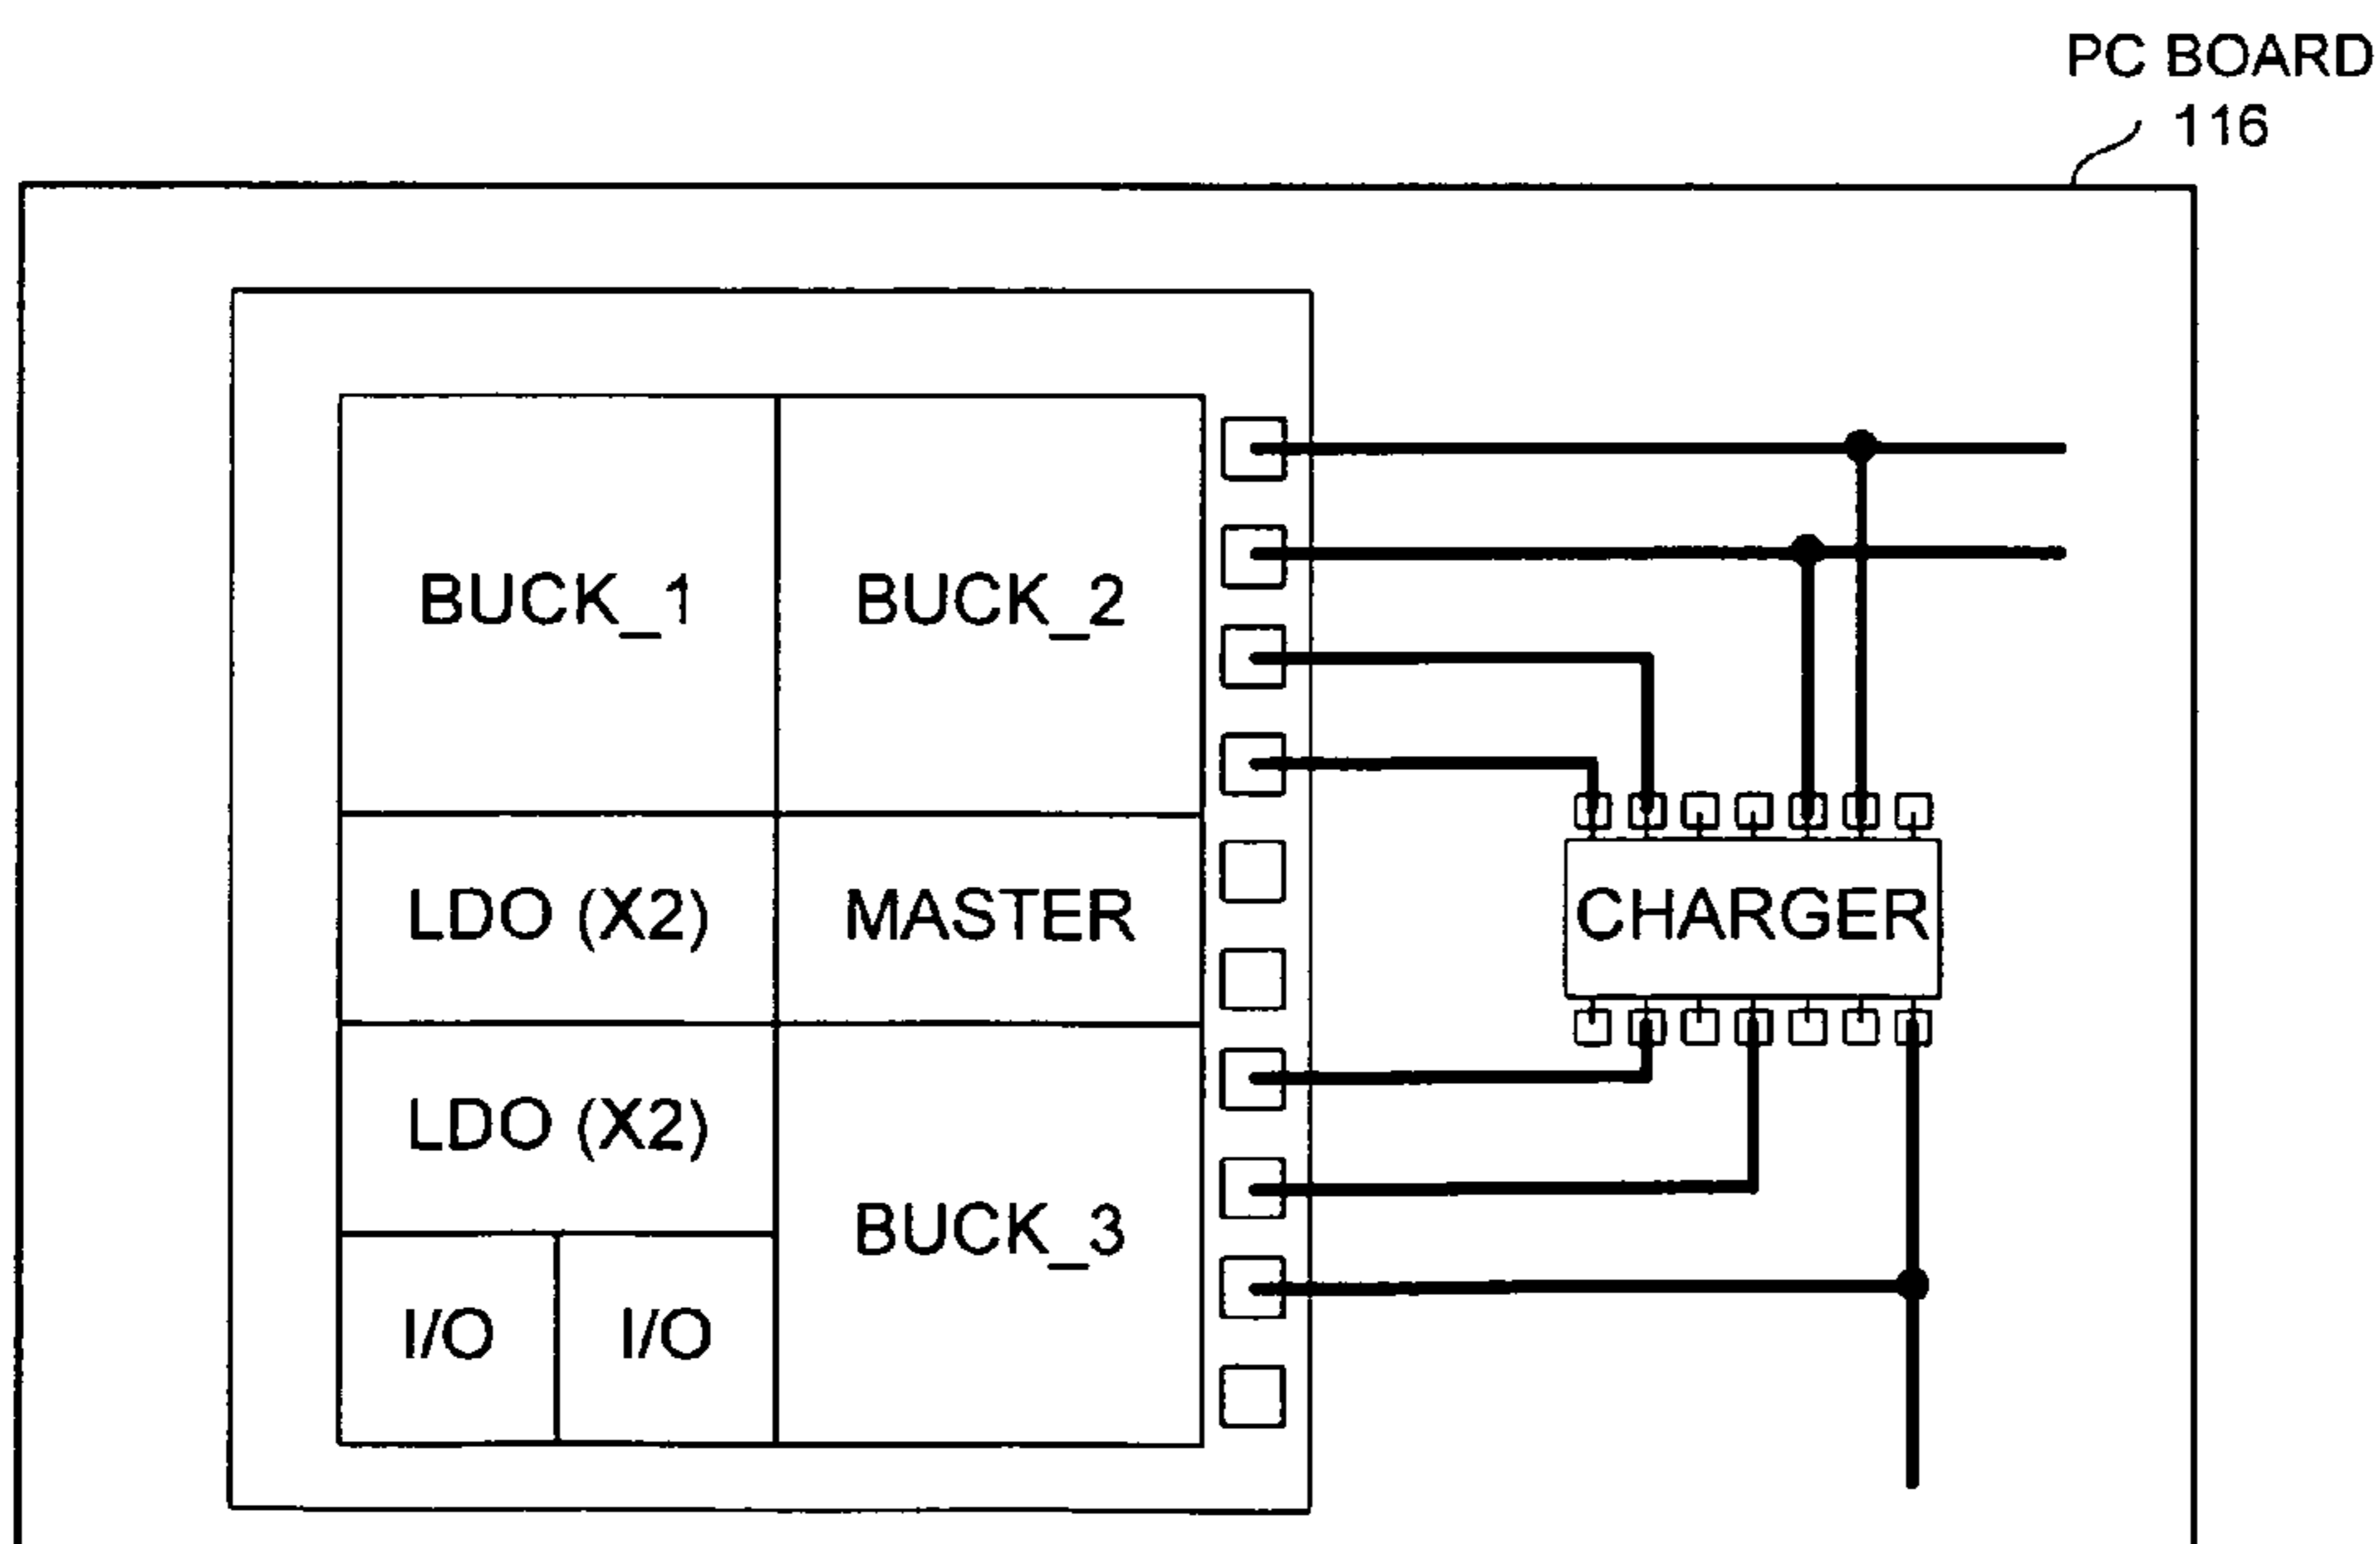 PC BOARD
116
BUCK_1
BUCK_2
LDO (X2)
MASTER
CHARGER
LDO (X2)
BUCK_3
I/O
I/O